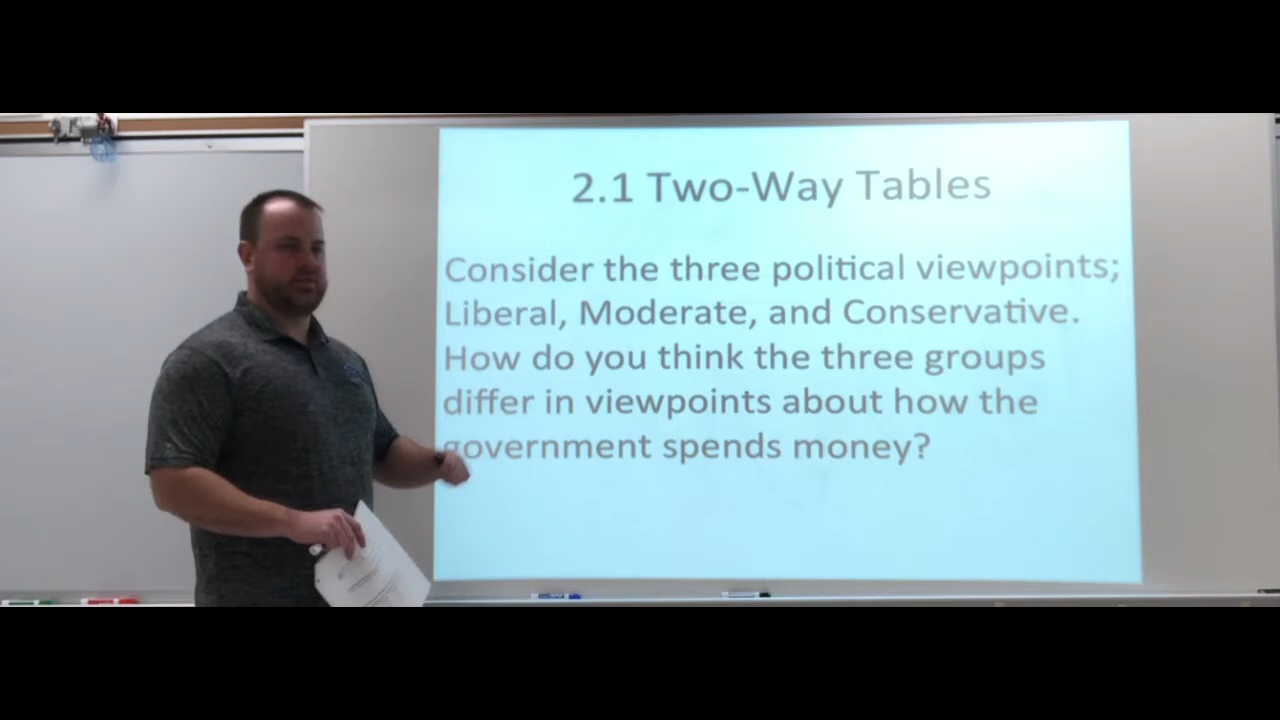 2.1 Two-Way Tables
Consider the three political viewpoints;
Liberal, Moderate, and Conservative.
How do you think the three groups
differ in viewpoints about how the
government spends money?